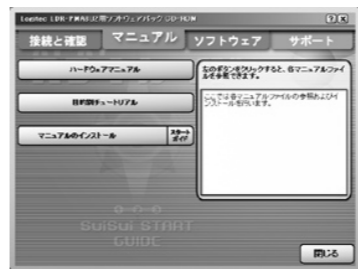 Logitec LDR-PMA8U2用ソフトウェアパック CD-ROM
接続と確認
マニュアル
ソフトウェア
サポート
ハードウェアマニュアル
目的別チュートリアル
マニュアルのインストール
スタート
ガイド
左のボタンをクリックすると、各マニュアルファイ
ルを参照できます。
ここでは各マニュアルファイルの参照およびイ
ンストールを行います。
SuiSui START
GUIDE
閉じる